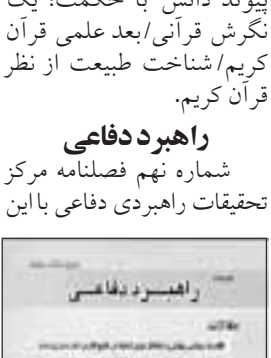 پیوند دانش با حکمت؛ یک
نگرش قرآنی/بعد علمی قرآن
کریم/شناخت طبیعت از نظر
قرآن کریم.
راهبرد دفاعی
شماره نهم فصلنامه مرکز
تحقیقات راهبردی دفاعی با این
راهبرد دفاعی